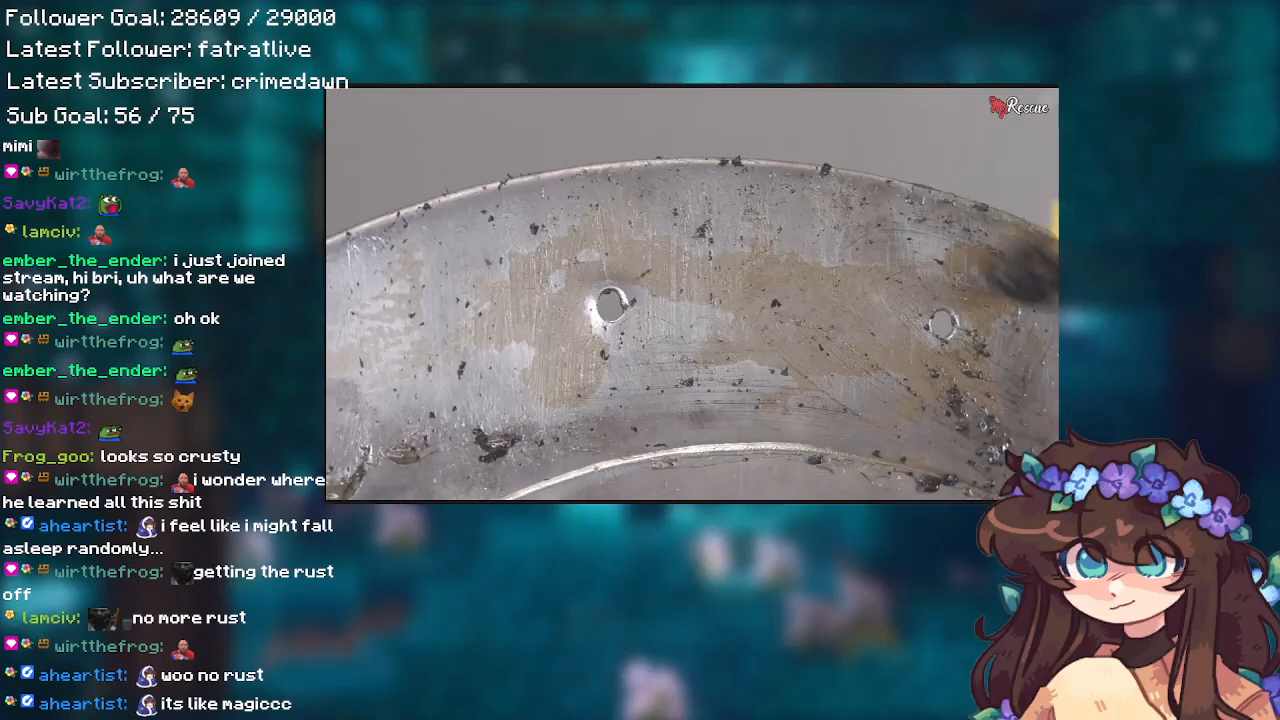 Follower Goal: 28609 / 29000
Latest Follower: fatratlive
Latest Subscriber: crimedawn
Sub Goal: 56 / 75
mimi
wirtthefrog:
SavyKat2:
lamciv:
ember_the_ender: i just joined
stream, hi bri, uh what are we
watching?
ember_the_ender: oh ok
wirtthefrog:
ember_the_ender:
wirtthefrog:
SavyKat2:
Frog_goo: looks so crusty
wirtthefrog: i wonder where
he learned all this shit
aheartist: i feel like i might fall
asleep randomly...
wirtthefrog: getting the rust
off
lamciv: no more rust
wirtthefrog:
aheartist: woo no rust
aheartist: its like magiccc
Rescue